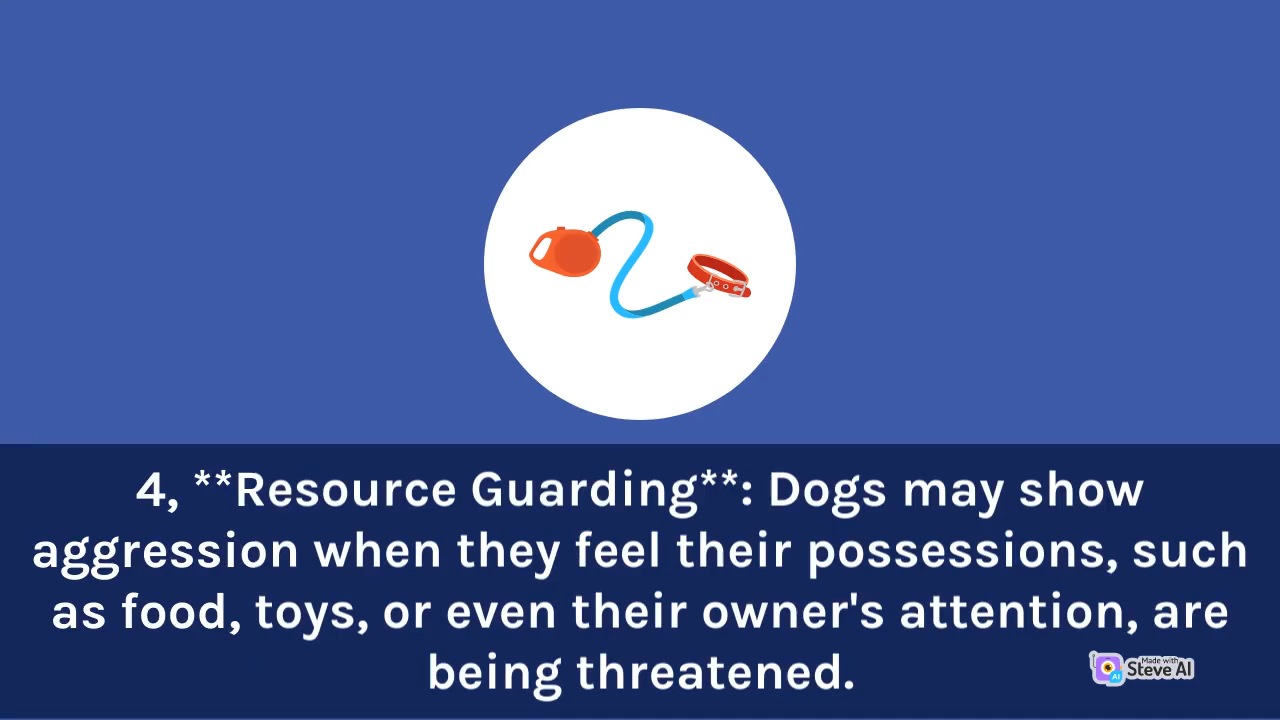 4, **Resource Guarding**: Dogs may show
aggression when they feel their possessions, such
as food, toys, or even their owner's attention, are
being threatened.
Made with
Steve AI
AI